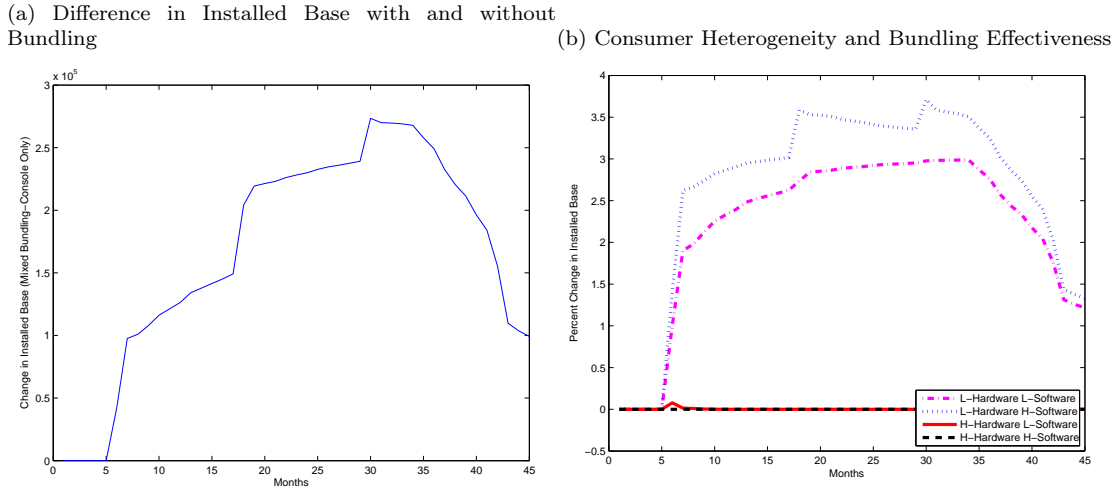 (a) Difference in Installed Base with and without
Bundling
(b) Consumer Heterogeneity and Bundling Effectiveness
x 10^5
3
2.5
2
1.5
1
0.5
0
0 5 10 15 20 25 30 35 40 45
Months
Change in Installed Base (Mixed Bundling−Console Only)
4
3.5
3
2.5
2
1.5
1
0.5
0
−0.5
0 5 10 15 20 25 30 35 40 45
Months
Percent Change in Installed Base
L−Hardware L−Software
L−Hardware H−Software
H−Hardware L−Software
H−Hardware H−Software